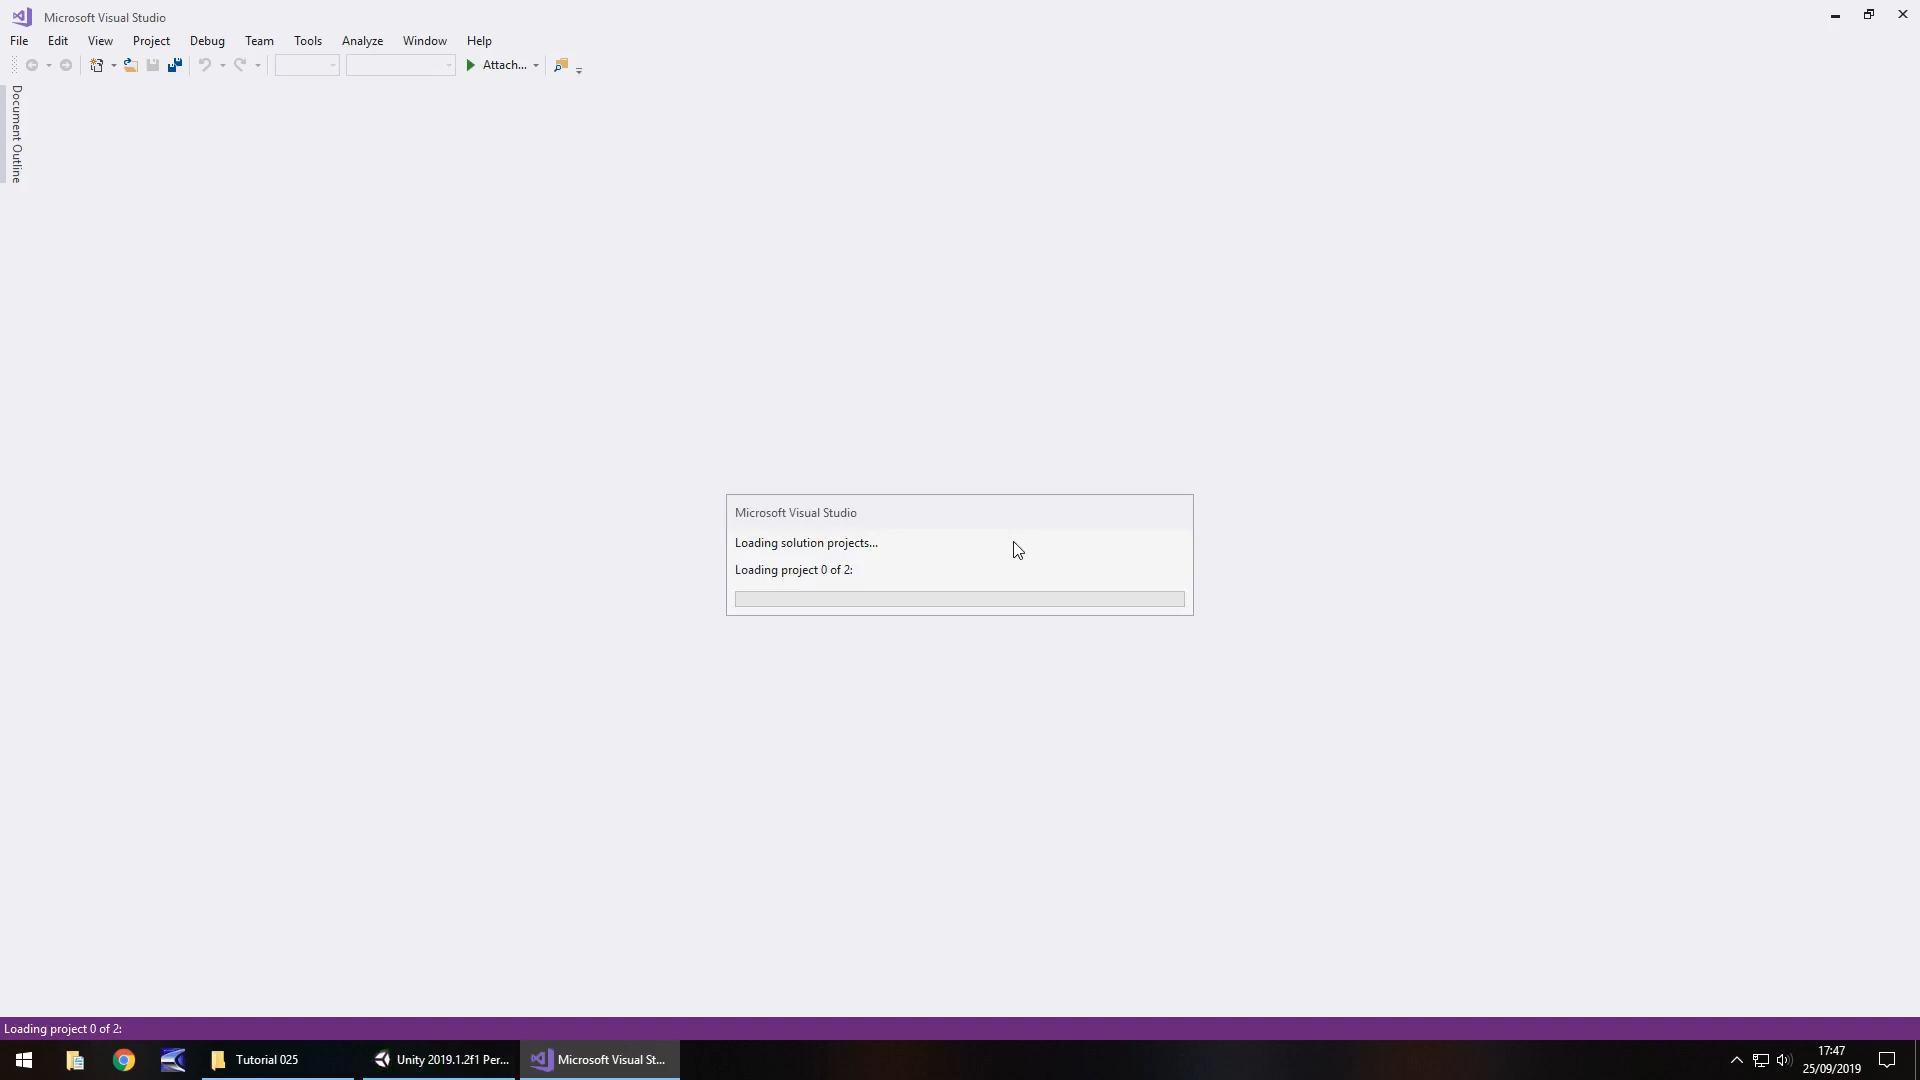 Microsoft Visual Studio
File Edit View Project Debug Team Tools Analyze Window Help
Attach...
Document Outline
Microsoft Visual Studio
Loading solution projects...
Loading project 0 of 2:
Loading project 0 of 2:
Tutorial 025
Unity 2019.1.2f1 Per...
Microsoft Visual St...
17:47
25/09/2019